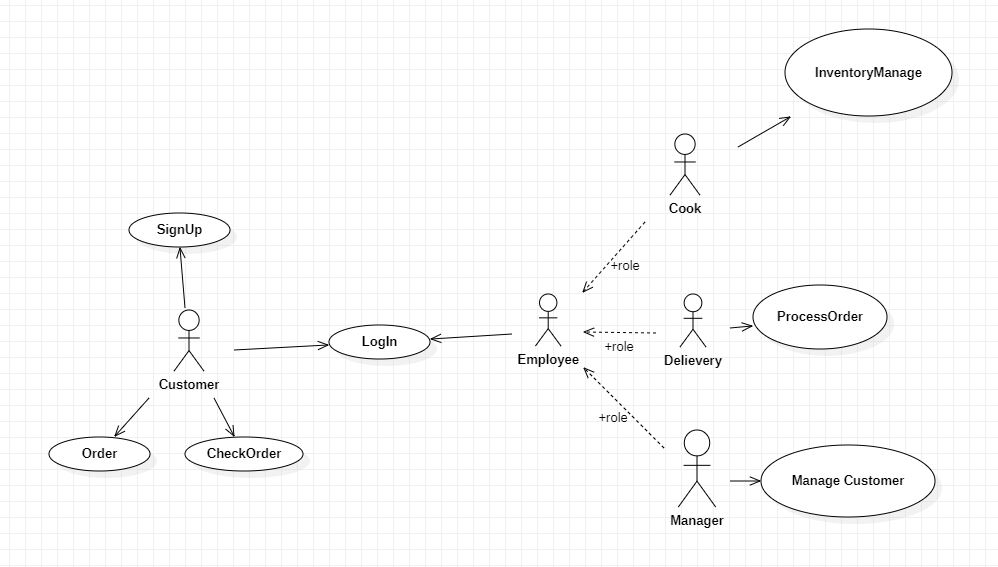 InventoryManage
Cook
SignUp
+role
ProcessOrder
LogIn
+role
Employee
Delievery
Customer
+role
Order
CheckOrder
Manage Customer
Manager